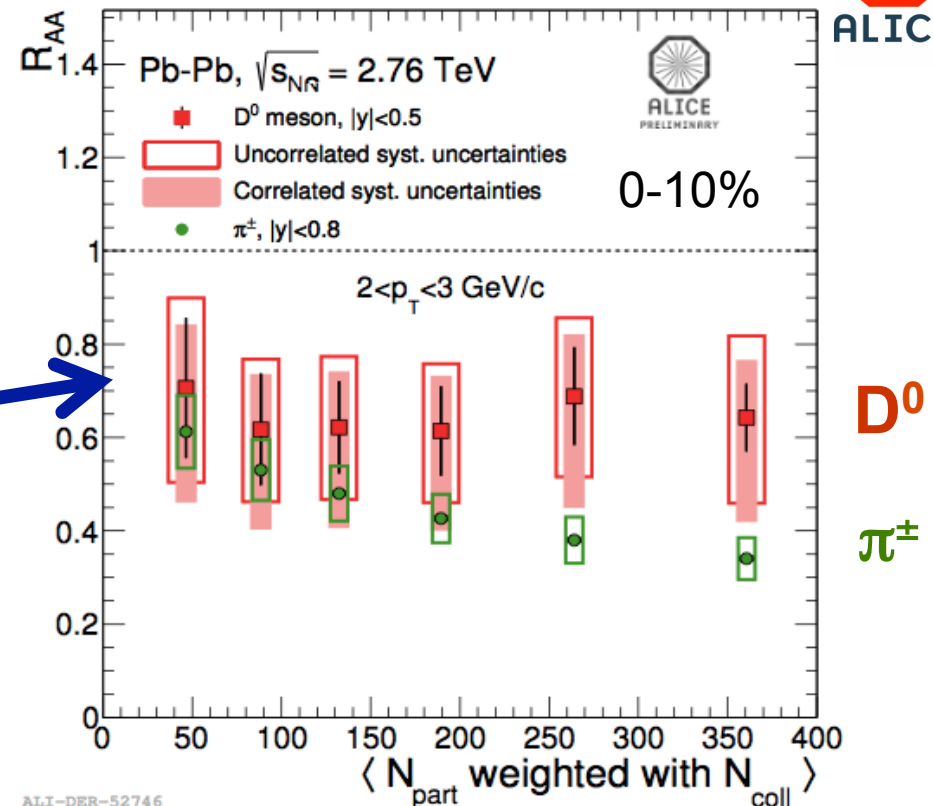 ALIC
R_AA
Pb-Pb, √s_NN = 2.76 TeV
D⁰ meson, |y|<0.5
Uncorrelated syst. uncertainties
Correlated syst. uncertainties
π±, |y|<0.8
ALICE
PRELIMINARY
0-10%
2<p_T<3 GeV/c
1.4
1.2
1
0.8
0.6
0.4
0.2
0
0 50 100 150 200 250 300 350 400
⟨ N_part weighted with N_coll ⟩
D⁰
π±
ALI-DER-52746